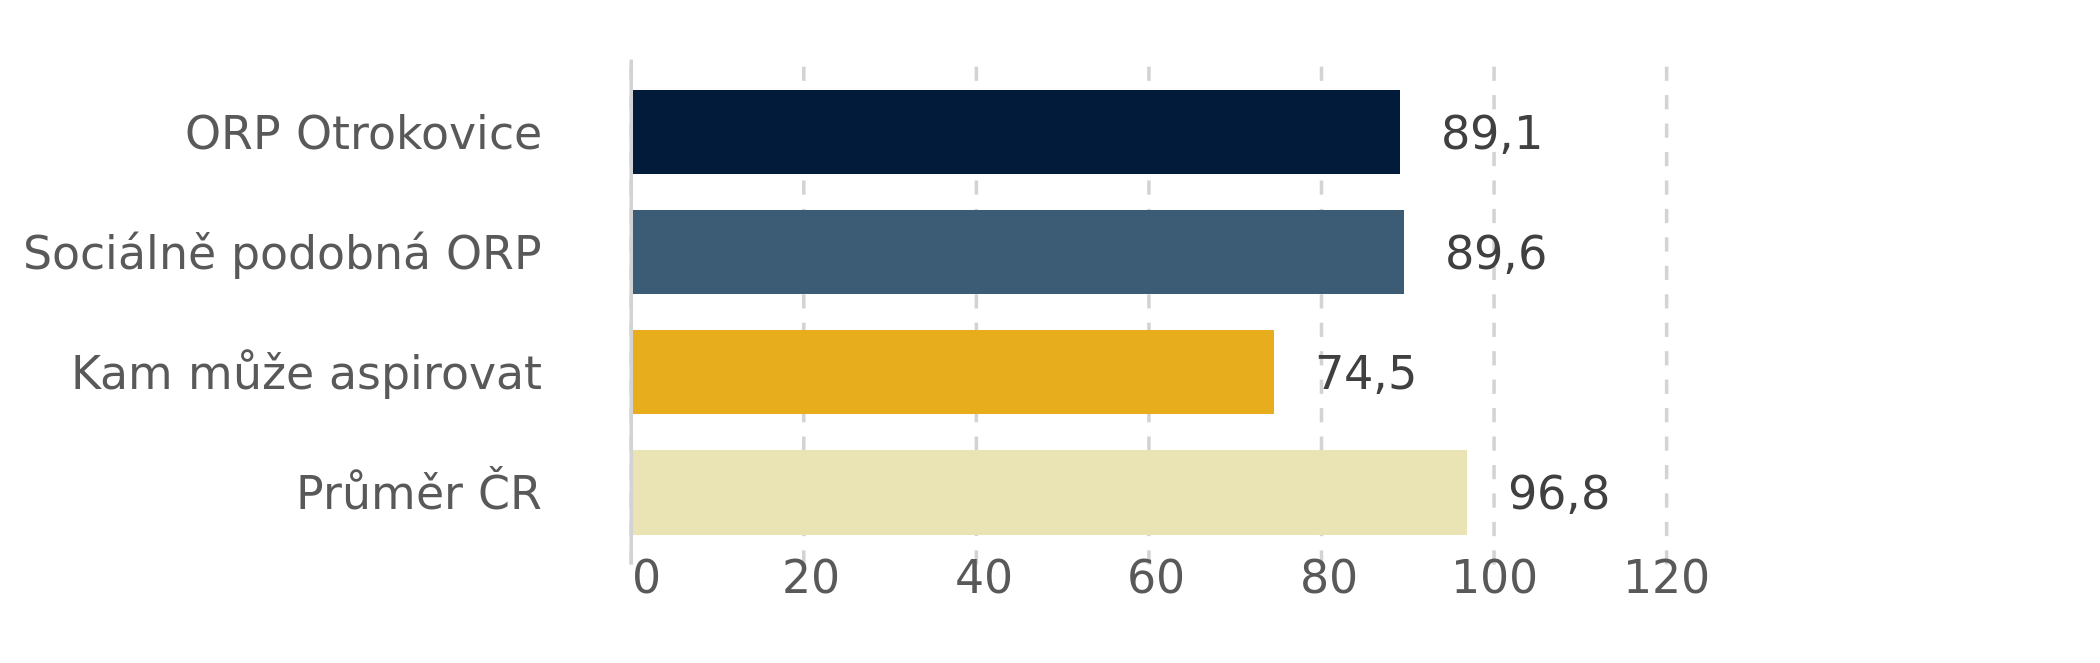 ORP Otrokovice 89,1
Sociálně podobná ORP 89,6
Kam může aspirovat 74,5
Průměr ČR 96,8
0 20 40 60 80 100 120